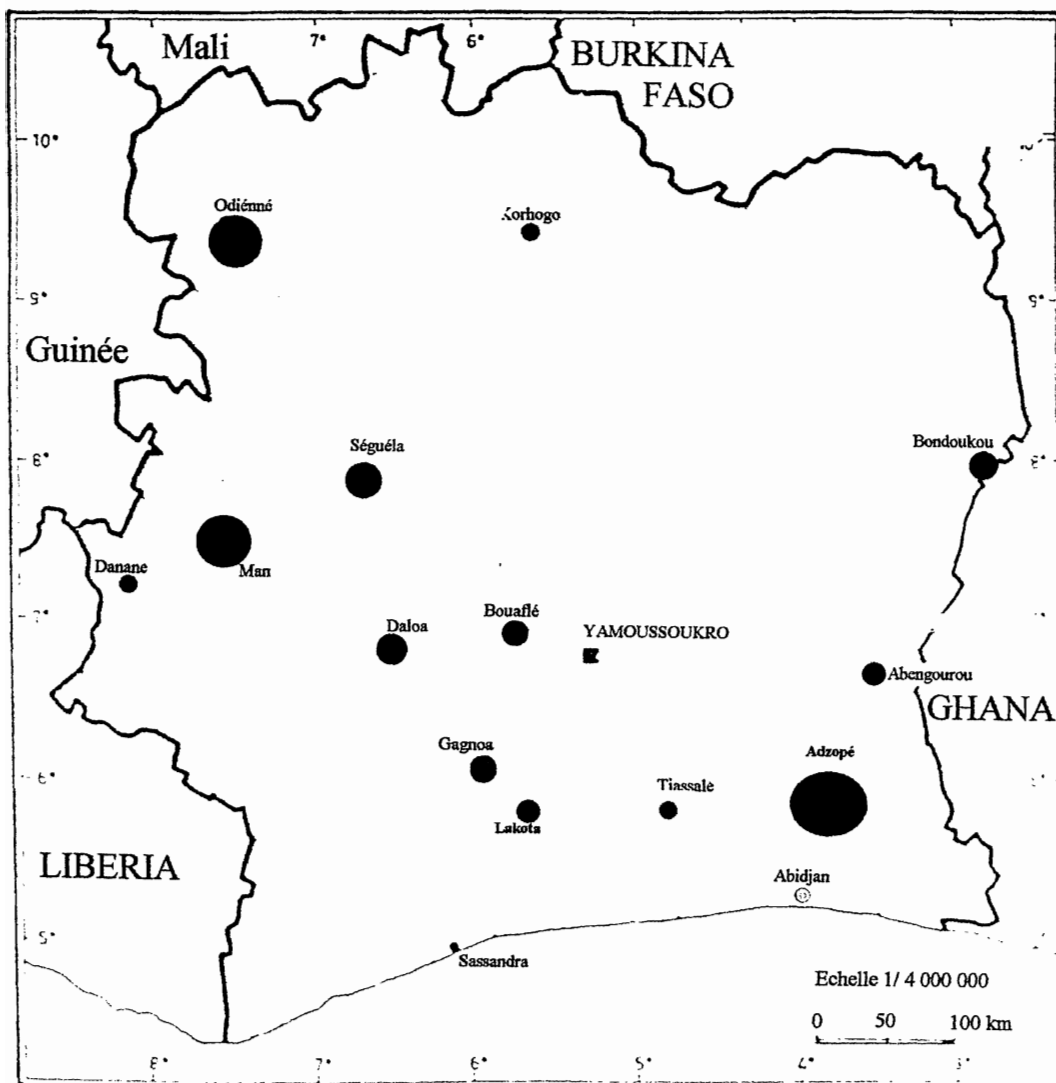 7°
6°
Mali
BURKINA
FASO
10°
Odiénné
Korhogo
9°
9°
Guinée
Séguéla
Bondoukou
8°
8°
Danane
Man
Bouaflé
YAMOUSSOUKRO
7°
Daloa
Abengourou
GHANA
Gagnoa
Adzopé
6°
Tiassale
Lakota
LIBERIA
Abidjan
5°
Sassandra
Echelle 1/ 4 000 000
0 50 100 km
8° 7° 6° 5° 4° 3°